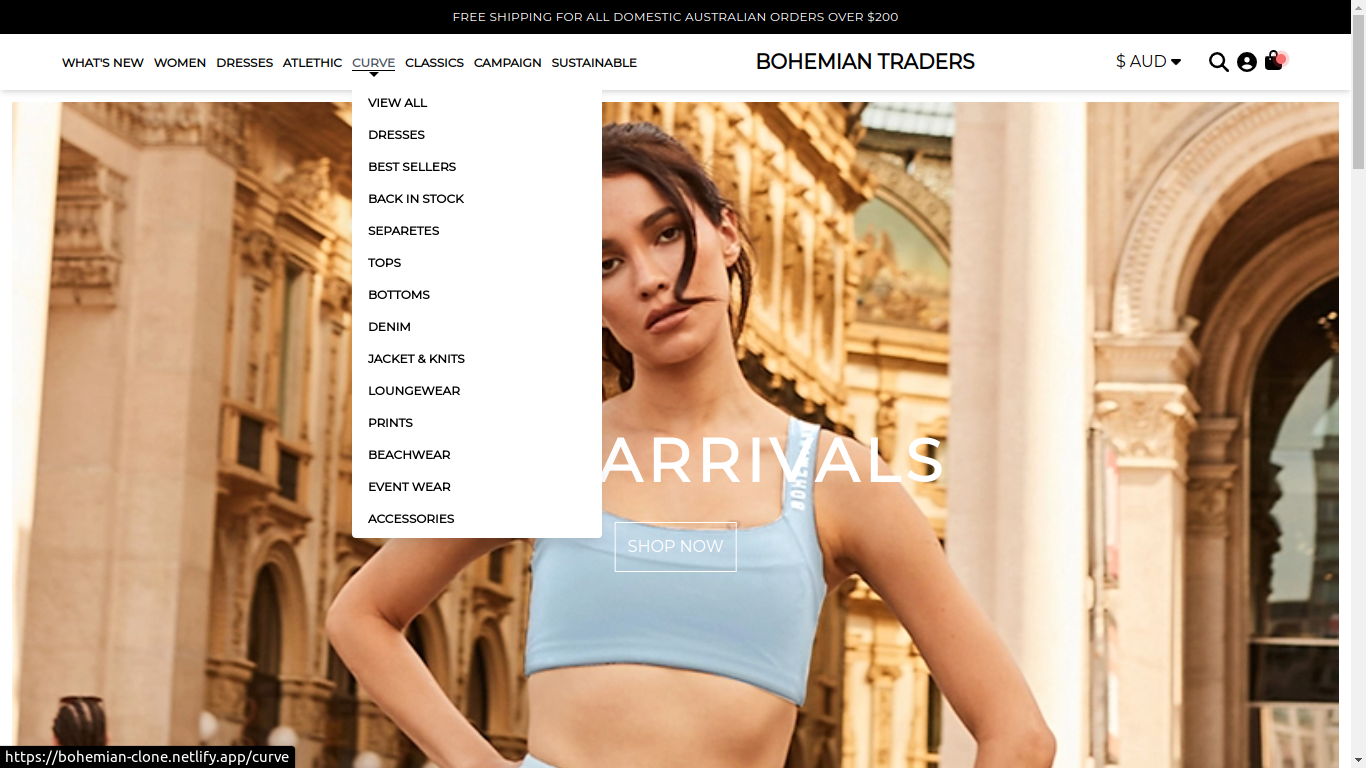 FREE SHIPPING FOR ALL DOMESTIC AUSTRALIAN ORDERS OVER $200
WHAT'S NEW WOMEN DRESSES ATLETHIC CURVE CLASSICS CAMPAIGN SUSTAINABLE BOHEMIAN TRADERS $ AUD
VIEW ALL
DRESSES
BEST SELLERS
BACK IN STOCK
SEPARETES
TOPS
BOTTOMS
DENIM
JACKET & KNITS
LOUNGEWEAR
PRINTS
BEACHWEAR
EVENT WEAR
ACCESSORIES
ARRIVALS
BOHEMIAN
SHOP NOW
https://bohemian-clone.netlify.app/curve